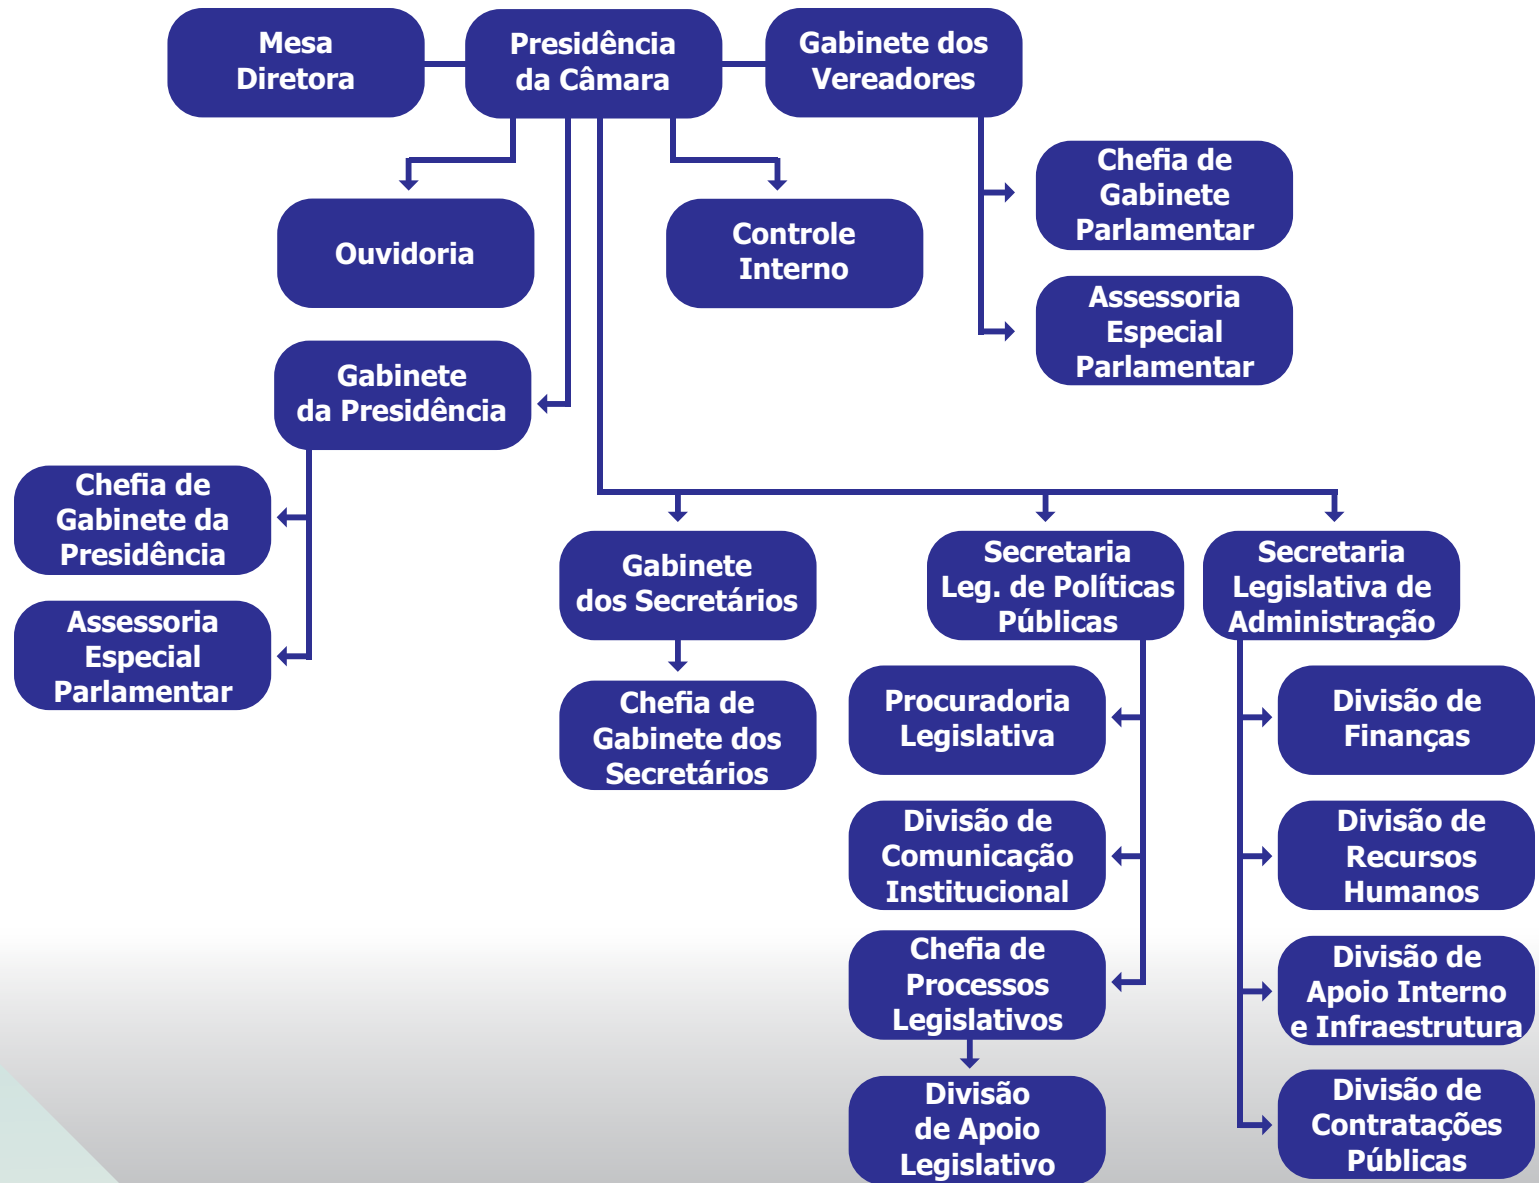 Mesa
Diretora
Presidência
da Câmara
Gabinete dos
Vereadores
Chefia de
Gabinete
Parlamentar
Ouvidoria
Controle
Interno
Assessoria
Especial
Parlamentar
Gabinete
da Presidência
Chefia de
Gabinete da
Presidência
Assessoria
Especial
Parlamentar
Gabinete
dos Secretários
Secretaria
Leg. de Políticas
Públicas
Secretaria
Legislativa de
Administração
Chefia de
Gabinete dos
Secretários
Procuradoria
Legislativa
Divisão de
Finanças
Divisão de
Comunicação
Institucional
Divisão de
Recursos
Humanos
Chefia de
Processos
Legislativos
Divisão de
Apoio Interno
e Infraestrutura
Divisão
de Apoio
Legislativo
Divisão de
Contratações
Públicas